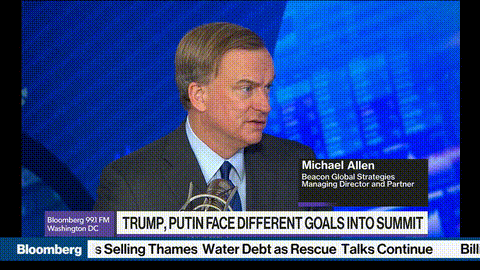 Michael Allen
Beacon Global Strategies
Managing Director and Partner
Bloomberg 99.1 FM
Washington DC
TRUMP, PUTIN FACE DIFFERENT GOALS INTO SUMMIT
Bloomberg
s Selling Thames Water Debt as Rescue Talks Continue
Bill